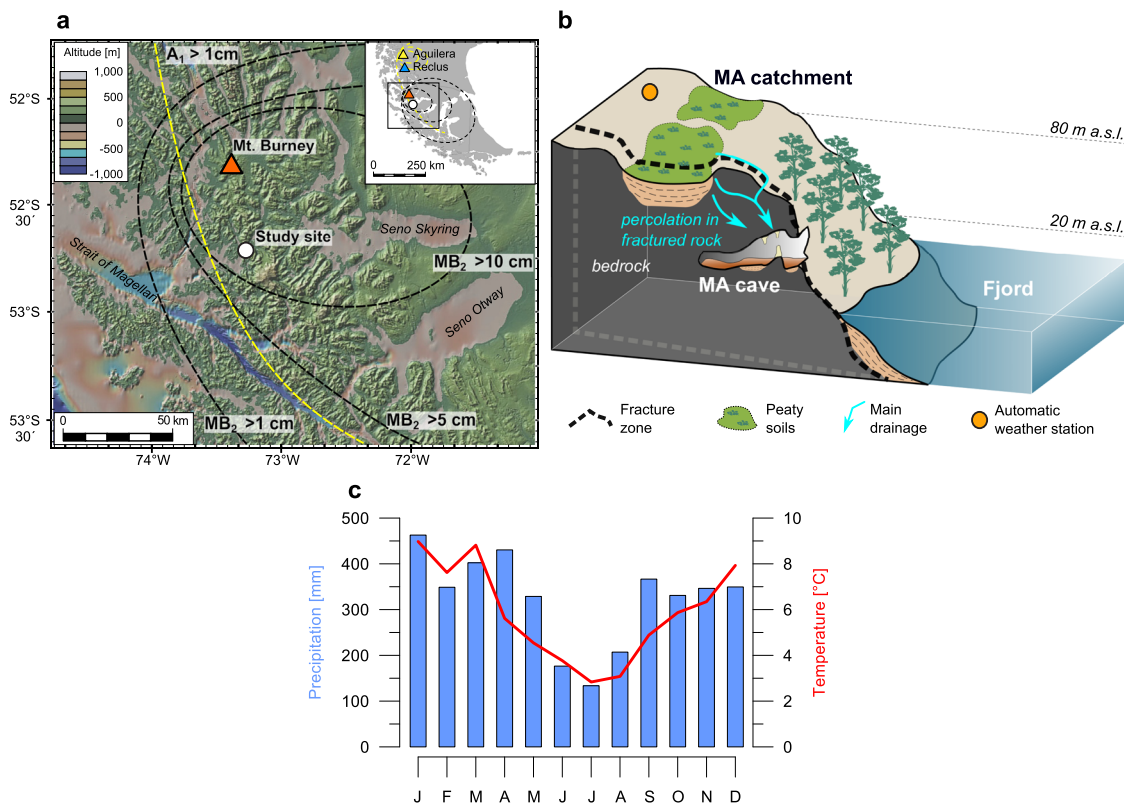 a
Altitude [m]
1,000
500
0
-500
-1,000
A1 > 1cm
Aguilera
Reclus
0 250 km
Mt. Burney
Study site
Seno Skyring
MB2 >10 cm
Strait of Magellan
Seno Otway
MB2 >1 cm
MB2 >5 cm
0 50 km
52°S
52°S
30´
53°S
53°S
30´
74°W 73°W 72°W
b
MA catchment
80 m a.s.l.
20 m a.s.l.
percolation in
fractured rock
bedrock
MA cave
Fjord
Fracture
zone
Peaty
soils
Main
drainage
Automatic
weather station
c
Precipitation [mm]
500
400
300
200
100
0
10
8
6
4
2
0
Temperature [°C]
J F M A M J J A S O N D